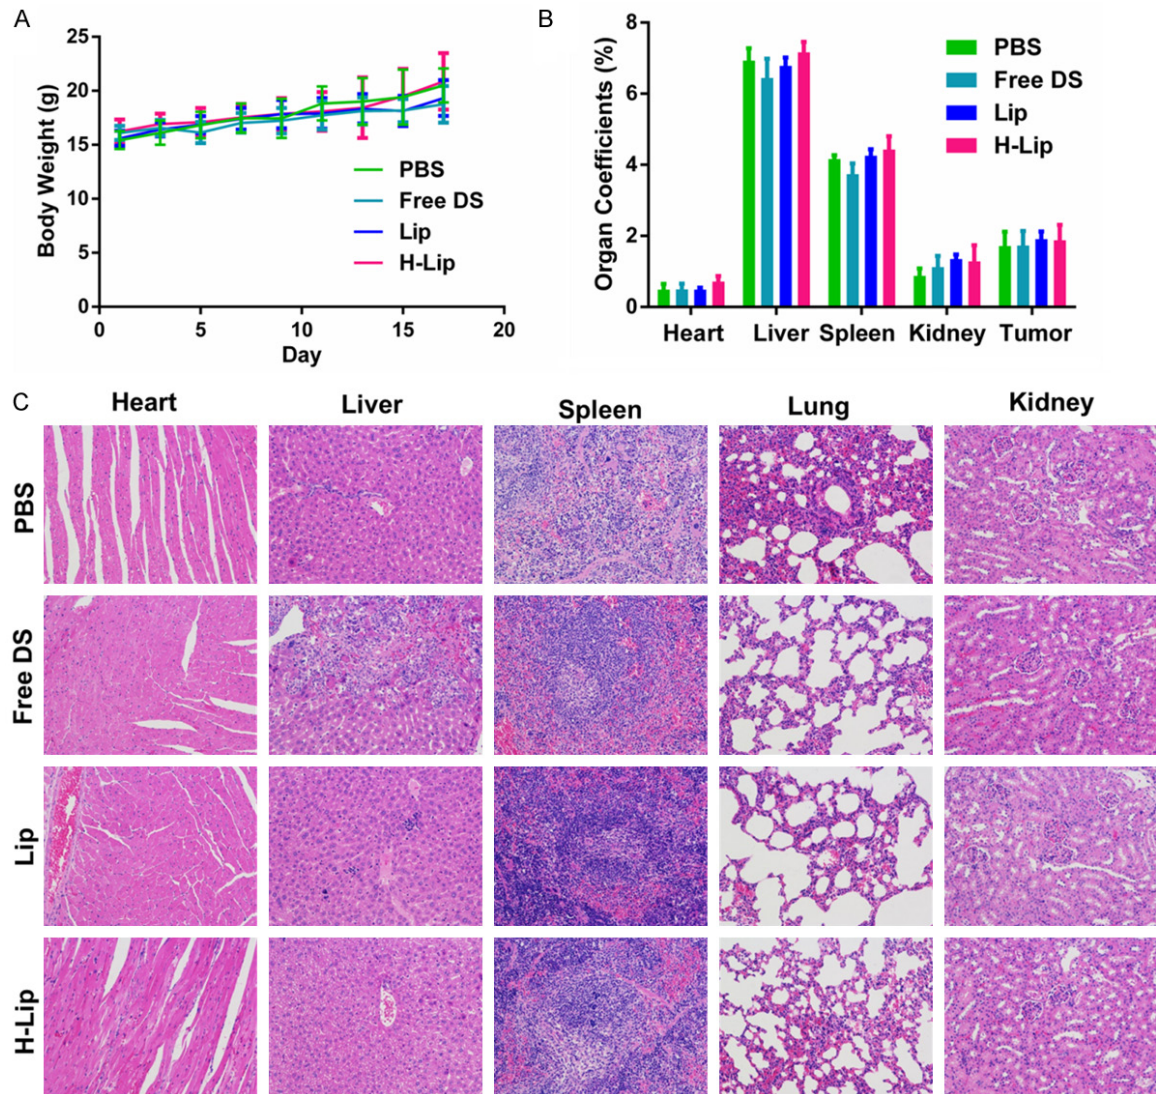 A
Body Weight (g)
25
20
15
10
5
0
0 5 10 15 20
Day
PBS
Free DS
Lip
H-Lip
B
Organ Coefficients (%)
8
6
4
2
0
Heart Liver Spleen Kidney Tumor
PBS
Free DS
Lip
H-Lip
C
Heart Liver Spleen Lung Kidney
PBS
Free DS
Lip
H-Lip